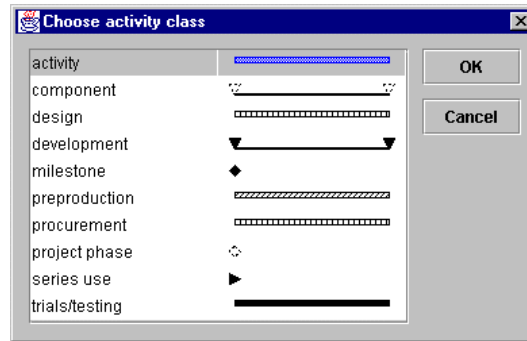 Choose activity class
activity
OK
component
design
Cancel
development
milestone
preproduction
procurement
project phase
series use
trials/testing